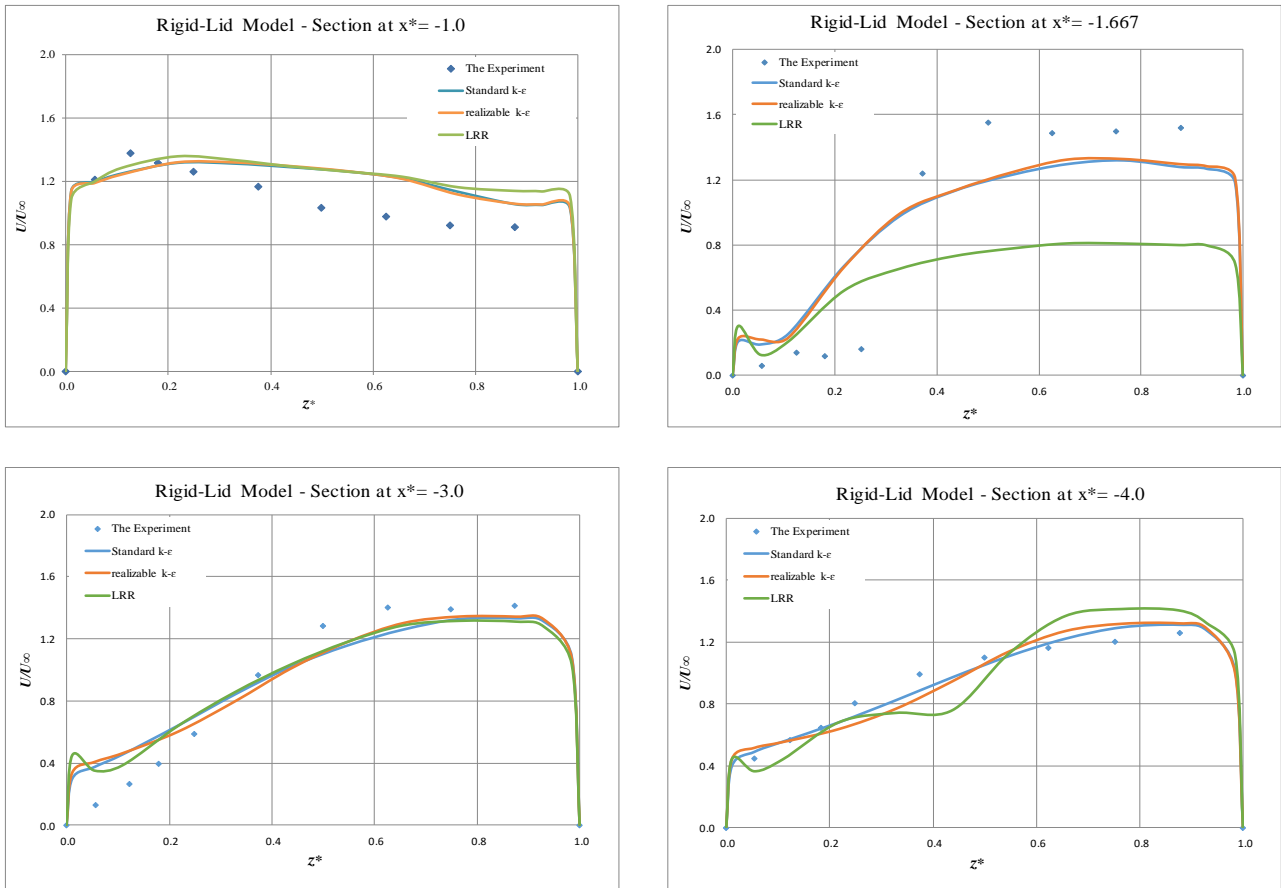 Rigid-Lid Model - Section at x*= -1.0
2.0
1.6
1.2
0.8
0.4
0.0
U/U∞
The Experiment
Standard k-ε
realizable k-ε
LRR
0.0 0.2 0.4 0.6 0.8 1.0
z*
Rigid-Lid Model - Section at x*= -1.667
2.0
1.6
1.2
0.8
0.4
0.0
U/U∞
The Experiment
Standard k-ε
realizable k-ε
LRR
0.0 0.2 0.4 0.6 0.8 1.0
z*
Rigid-Lid Model - Section at x*= -3.0
2.0
1.6
1.2
0.8
0.4
0.0
U/U∞
The Experiment
Standard k-ε
realizable k-ε
LRR
0.0 0.2 0.4 0.6 0.8 1.0
z*
Rigid-Lid Model - Section at x*= -4.0
2.0
1.6
1.2
0.8
0.4
0.0
U/U∞
The Experiment
Standard k-ε
realizable k-ε
LRR
0.0 0.2 0.4 0.6 0.8 1.0
z*